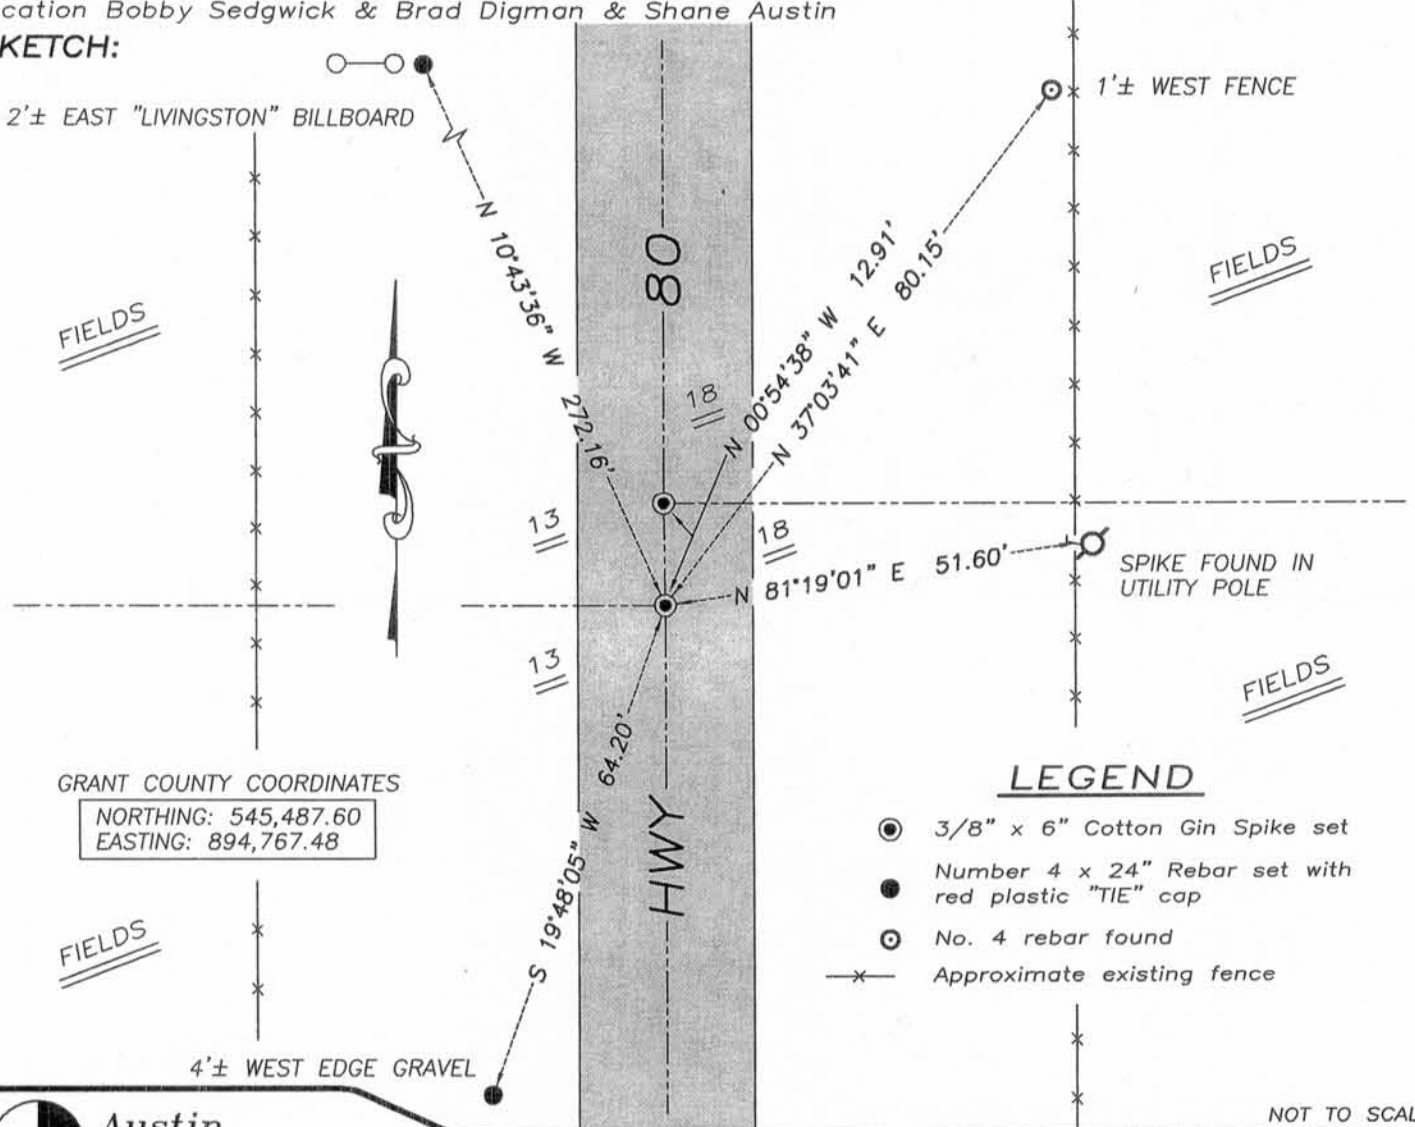 cation Bobby Sedgwick & Brad Digman & Shane Austin
KETCH:
2'± EAST "LIVINGSTON" BILLBOARD
1'± WEST FENCE
N 10°43'36" W 272.16'
80
N 00°54'38" W 12.91'
N 37°03'41" E 80.15'
FIELDS
FIELDS
18
13
18
N 81°19'01" E 51.60'
SPIKE FOUND IN
UTILITY POLE
13
FIELDS
S 19°48'05" W 64.20'
HWY
GRANT COUNTY COORDINATES
NORTHING: 545,487.60
EASTING: 894,767.48
LEGEND
3/8" x 6" Cotton Gin Spike set
Number 4 x 24" Rebar set with
red plastic "TIE" cap
No. 4 rebar found
Approximate existing fence
FIELDS
4'± WEST EDGE GRAVEL
Austin
NOT TO SCAL